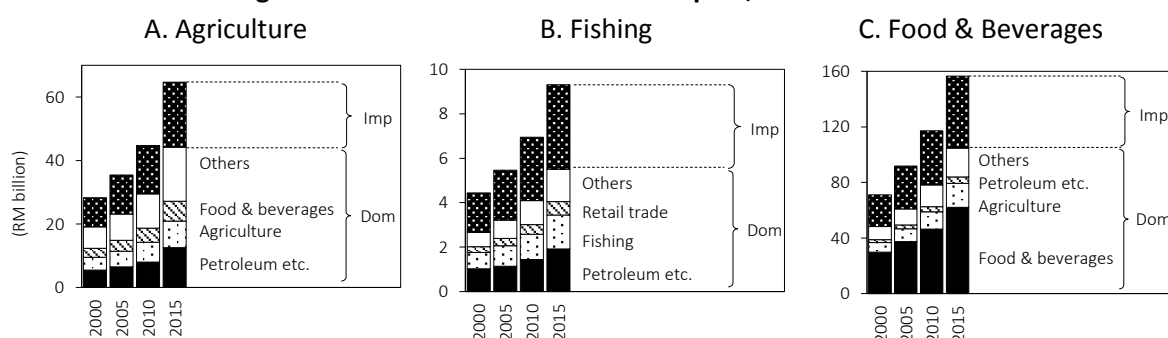 A. Agriculture
B. Fishing
C. Food & Beverages
(RM billion)
60
40
20
0
Imp
Others
Food & beverages
Agriculture
Dom
Petroleum etc.
2000
2005
2010
2015
10
8
6
4
2
0
Imp
Others
Retail trade
Dom
Fishing
Petroleum etc.
2000
2005
2010
2015
160
120
80
40
0
Imp
Others
Petroleum etc.
Agriculture
Dom
Food & beverages
2000
2005
2010
2015